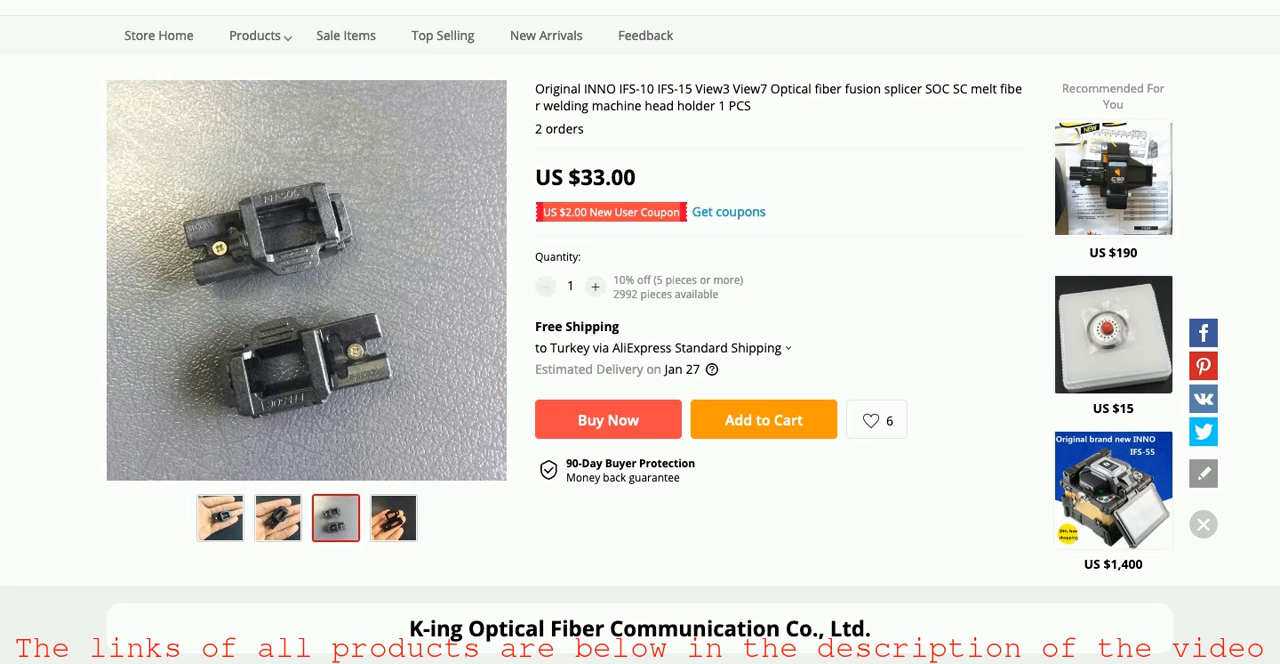 Store Home Products Sale Items Top Selling New Arrivals Feedback
Original INNO IFS-10 IFS-15 View3 View7 Optical fiber fusion splicer SOC SC melt fibe
r welding machine head holder 1 PCS
2 orders
US $33.00
US $2.00 New User Coupon Get coupons
Quantity:
1
10% off (5 pieces or more)
2992 pieces available
Free Shipping
to Turkey via AliExpress Standard Shipping
Estimated Delivery on Jan 27
Buy Now Add to Cart 6
90-Day Buyer Protection
Money back guarantee
Recommended For
You
NEW
US $190
US $15
Original brand new INNO
IFS-55
US $1,400
K-ing Optical Fiber Communication Co., Ltd.
The links of all products are below in the description of the video